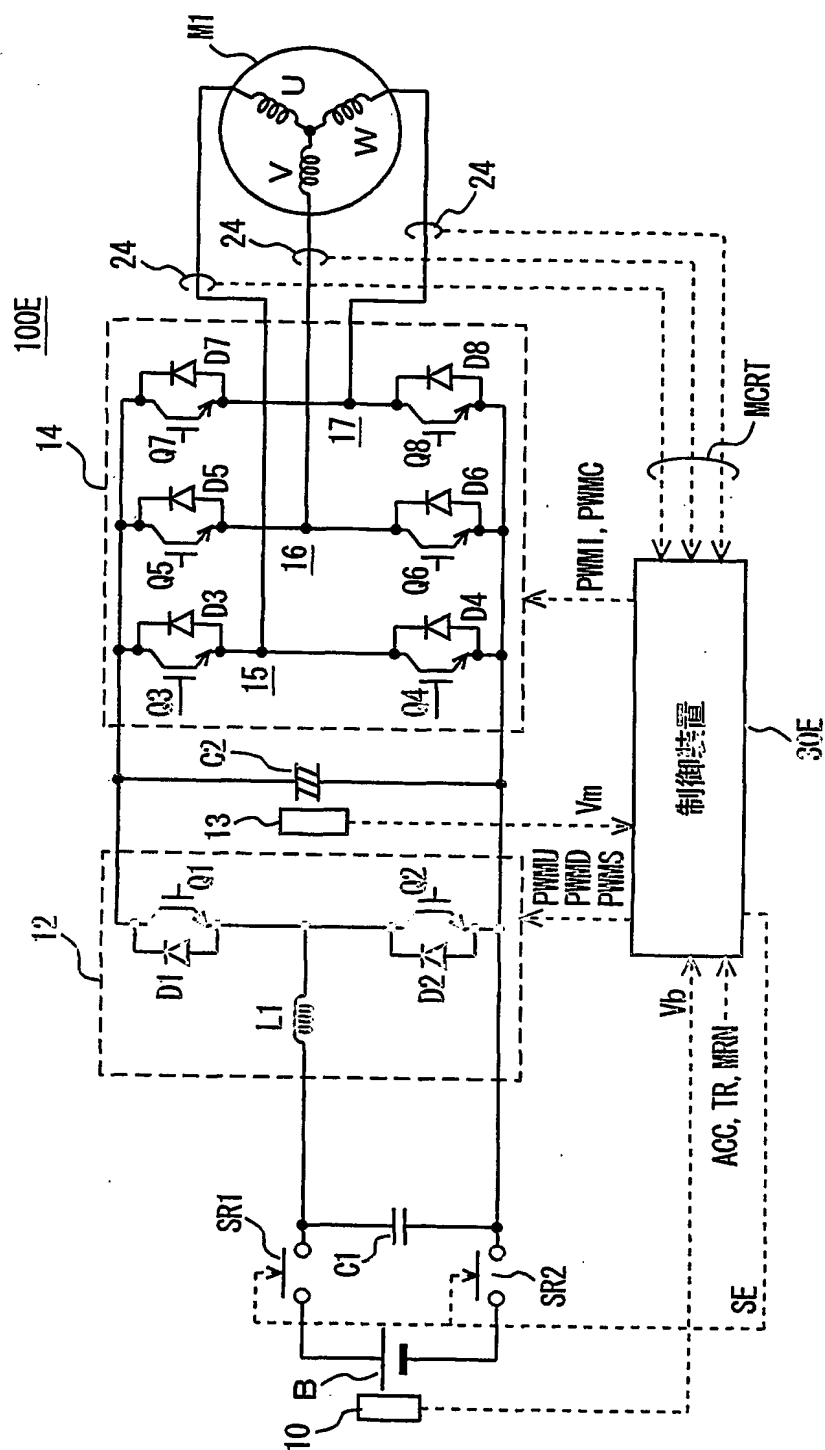 100E
12
14
M1
Q1
D1
Q2
D2
L1
C2
13
Q3
D3
Q5
D5
Q7
D7
15
16
17
Q4
D4
Q6
D6
Q8
D8
24
24
24
U
V
W
SR1
C1
SR2
B
10
SE
Vb
ACC, TR, MRN
PWMU
PWMD
PWMS
Vm
PWMI, PWMC
MCRT
制御装置
30E